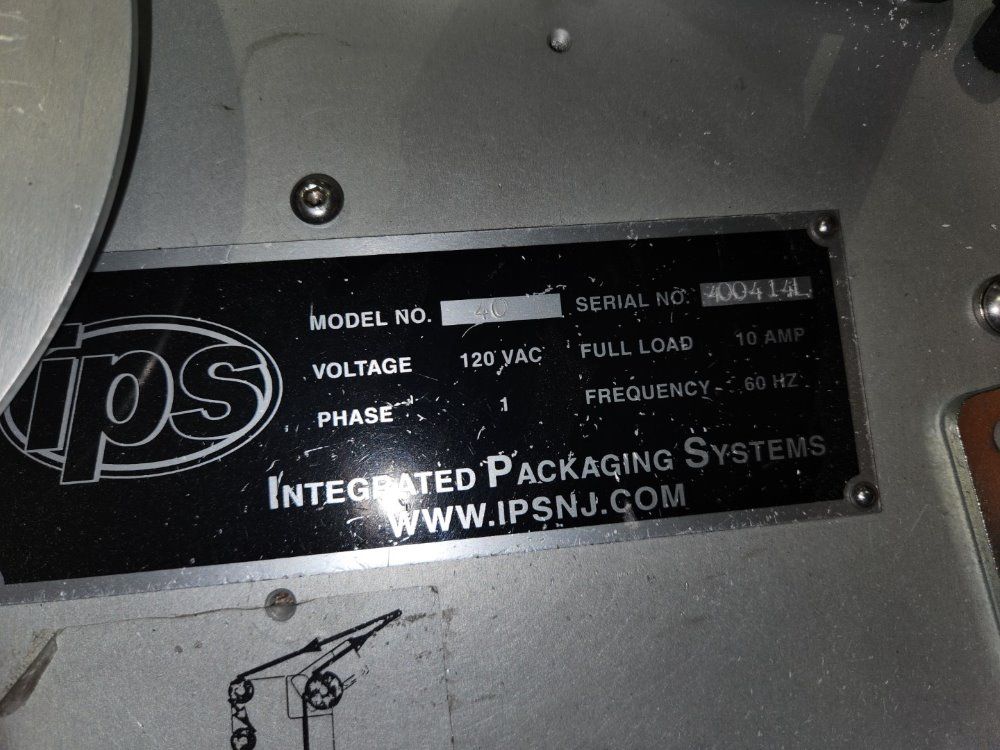 ips
MODEL NO. 40 SERIAL NO. 400414L
VOLTAGE 120 VAC FULL LOAD 10 AMP
PHASE 1 FREQUENCY 60 HZ
INTEGRATED PACKAGING SYSTEMS
WWW.IPSNJ.COM